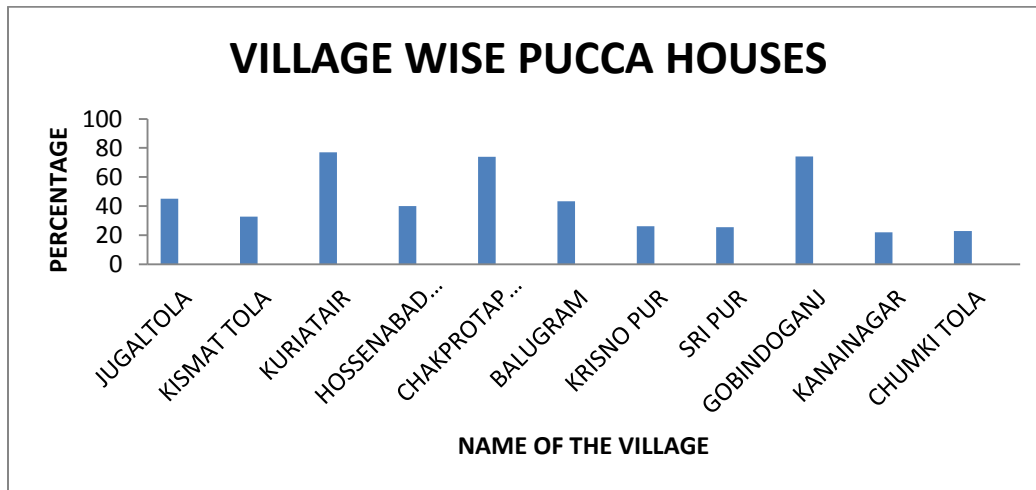 VILLAGE WISE PUCCA HOUSES
PERCENTAGE
100
80
60
40
20
0
JUGALTOLA
KISMAT TOLA
KURIATAIR
HOSSENABAD...
CHAKPROTAP...
BALUGRAM
KRISNO PUR
SRI PUR
GOBINDOGANJ
KANAINAGAR
CHUMKI TOLA
NAME OF THE VILLAGE